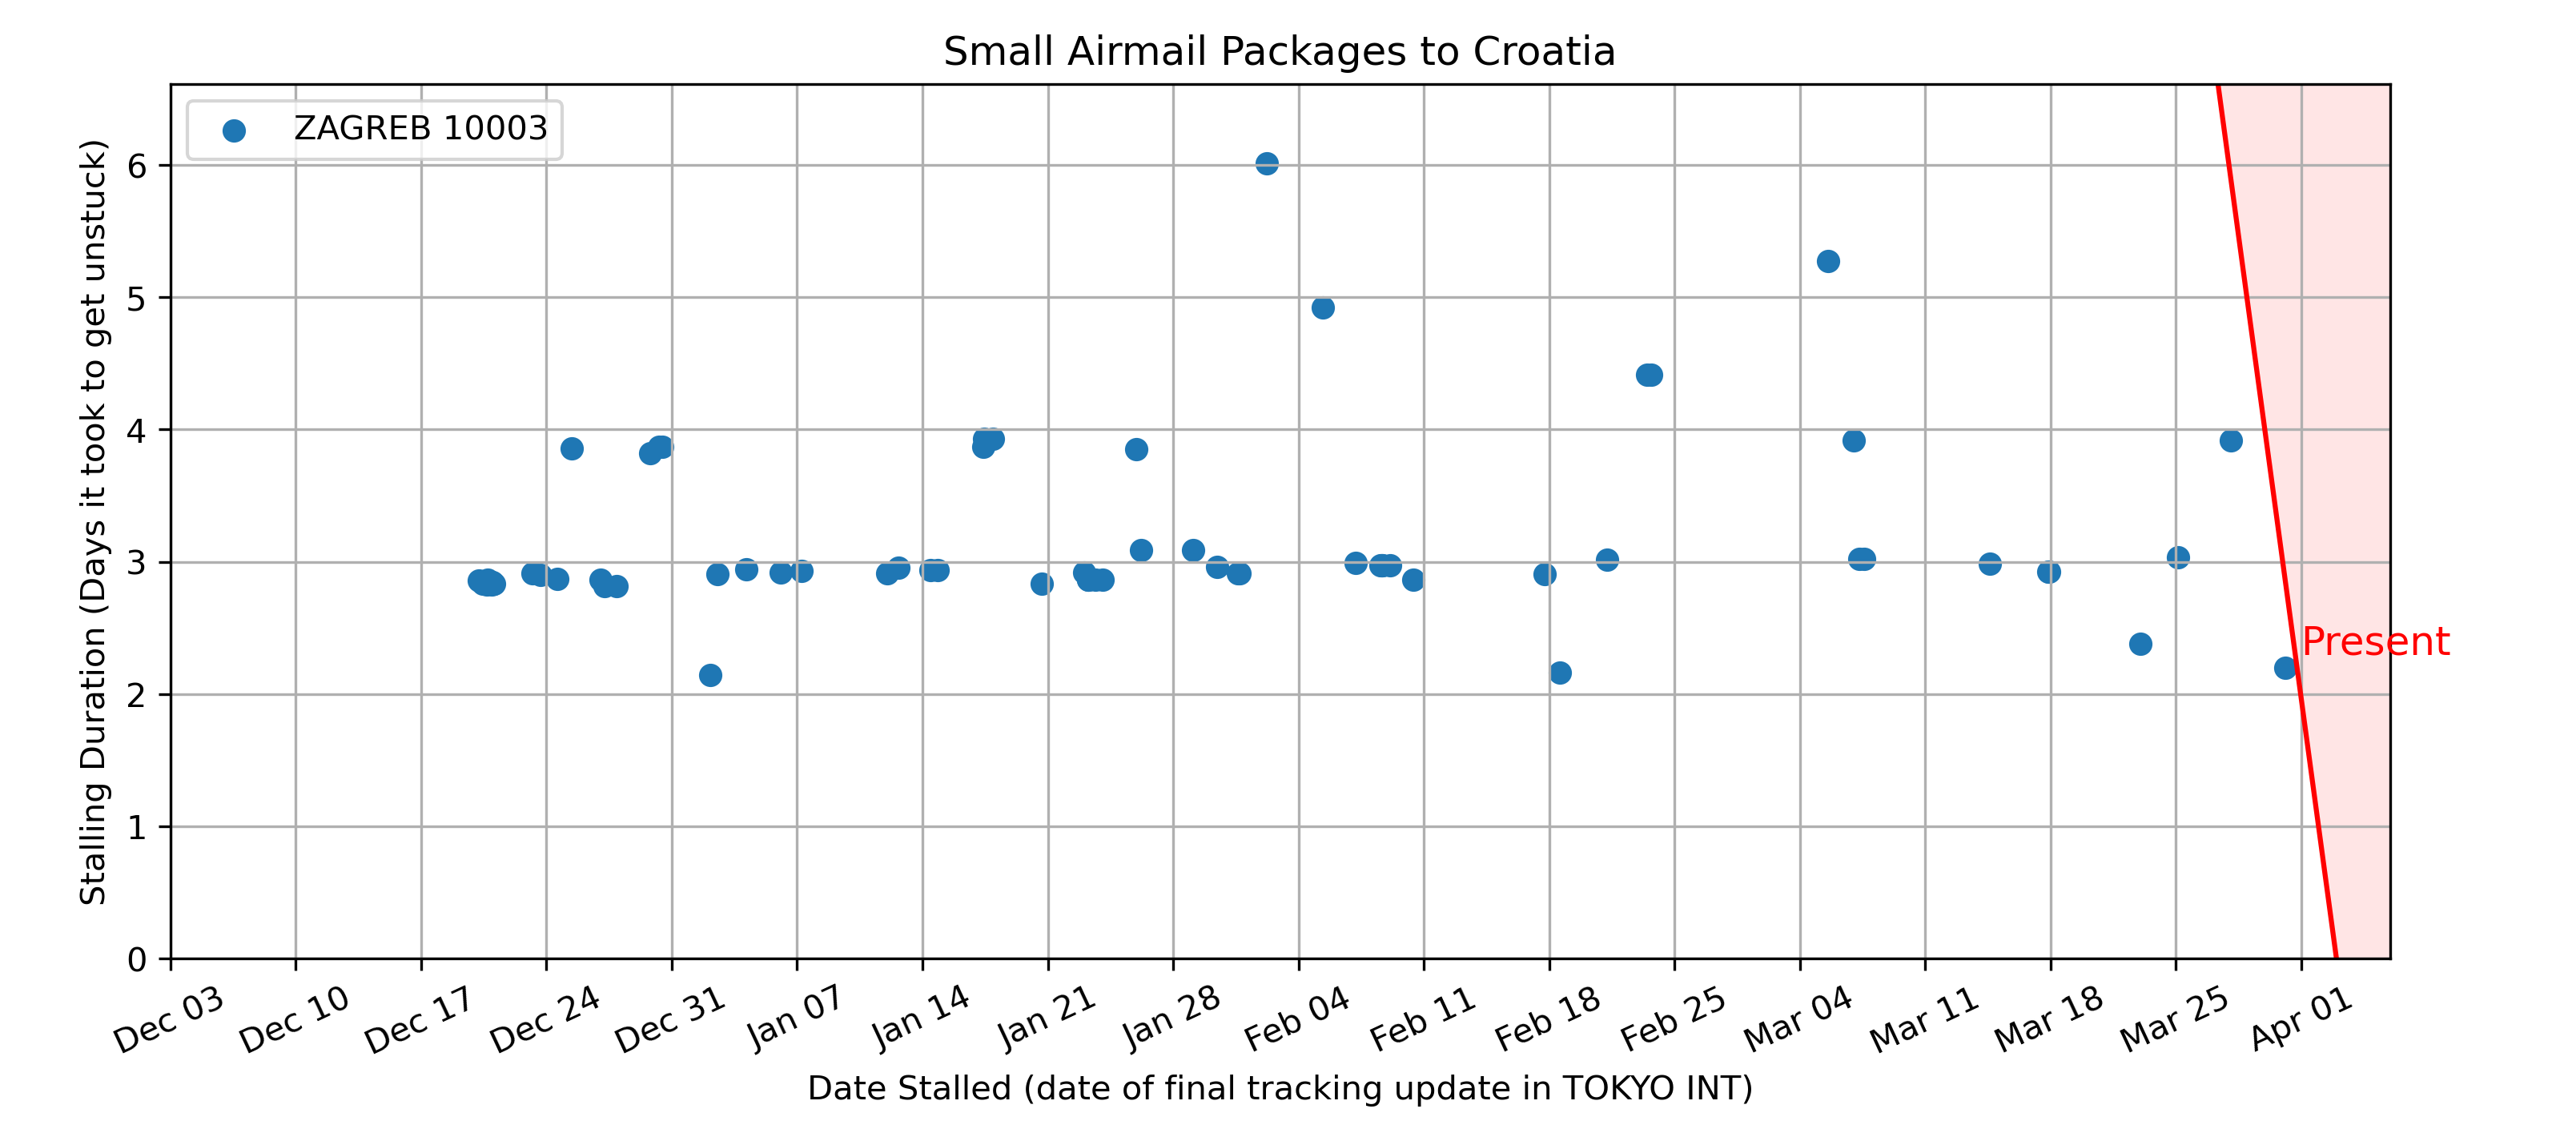 Small Airmail Packages to Croatia
ZAGREB 10003
Stalling Duration (Days it took to get unstuck)
6
5
4
3
2
1
0
Present
Dec 03 Dec 10 Dec 17 Dec 24 Dec 31 Jan 07 Jan 14 Jan 21 Jan 28 Feb 04 Feb 11 Feb 18 Feb 25 Mar 04 Mar 11 Mar 18 Mar 25 Apr 01
Date Stalled (date of final tracking update in TOKYO INT)